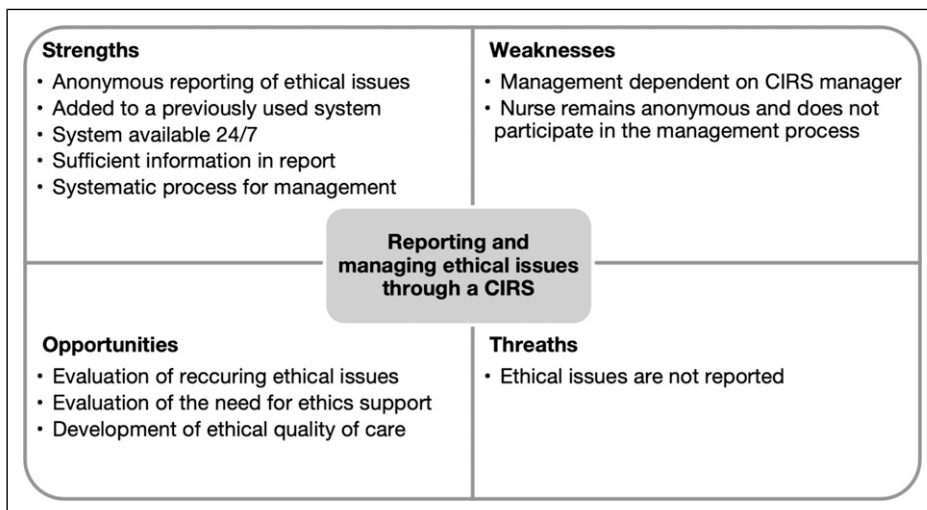 Strengths
• Anonymous reporting of ethical issues
• Added to a previously used system
• System available 24/7
• Sufficient information in report
• Systematic process for management
Weaknesses
• Management dependent on CIRS manager
• Nurse remains anonymous and does not
participate in the management process
Reporting and
managing ethical issues
through a CIRS
Opportunities
• Evaluation of reccuring ethical issues
• Evaluation of the need for ethics support
• Development of ethical quality of care
Threaths
• Ethical issues are not reported